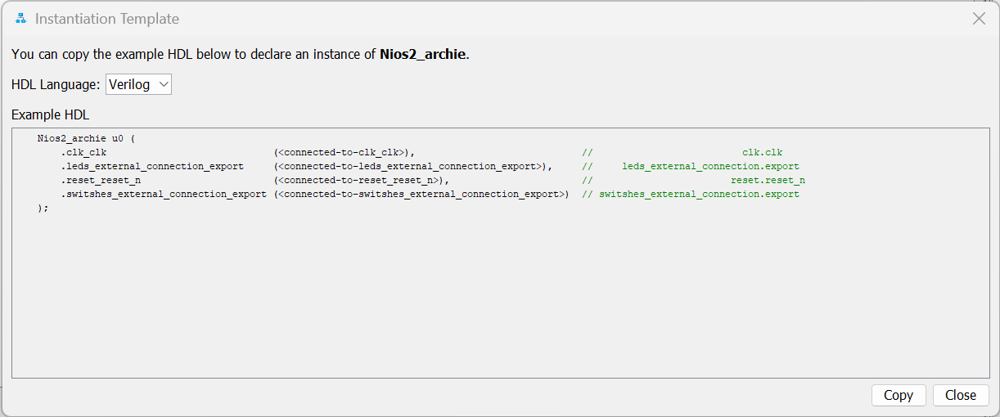 Instantiation Template
You can copy the example HDL below to declare an instance of Nios2_archie.
HDL Language: Verilog
Example HDL
Nios2_archie u0 (
.clk_clk (<connected-to-clk_clk>), // clk.clk
.leds_external_connection_export (<connected-to-leds_external_connection_export>), // leds_external_connection.export
.reset_reset_n (<connected-to-reset_reset_n>), // reset.reset_n
.switshes_external_connection_export (<connected-to-switshes_external_connection_export>) // switshes_external_connection.export
);
Copy Close